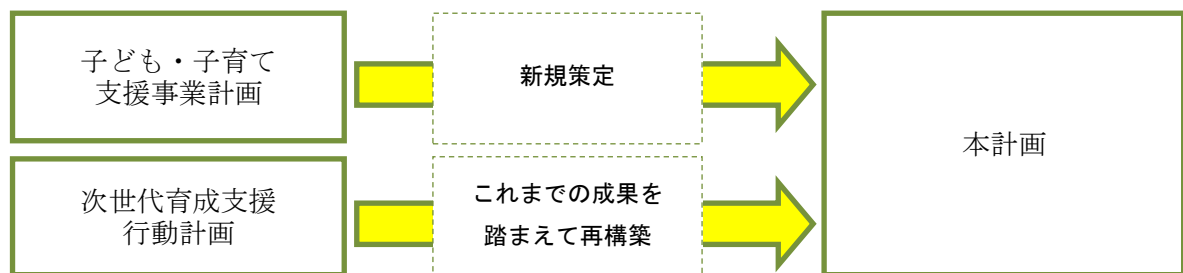 子ども・子育て
支援事業計画
新規策定
本計画
次世代育成支援
行動計画
これまでの成果を
踏まえて再構築